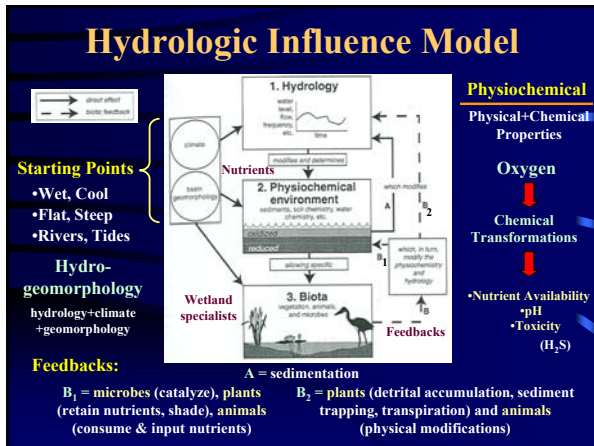 Hydrologic Influence Model
direct effect
biotic feedback
Starting Points
•Wet, Cool
•Flat, Steep
•Rivers, Tides
Hydro-
geomorphology
hydrology+climate
+geomorphology
climate
basin
geomorphology
1. Hydrology
water
level,
flow,
frequency,
etc.
time
Nutrients
modifies and determines
2. Physiochemical
environment
sediments, soil chemistry, water
chemistry, etc.
oxidized
reduced
which modifies
A
B2
B1
which, in turn,
modify the
physiochemistry
and
hydrology
allowing specific
3. Biota
vegetation, animals,
and microbes
B
Wetland
specialists
Feedbacks
Physiochemical
Physical+Chemical
Properties
Oxygen
Chemical
Transformations
•Nutrient Availability
•pH
•Toxicity
(H2S)
Feedbacks:
A = sedimentation
B1 = microbes (catalyze), plants
(retain nutrients, shade), animals
(consume & input nutrients)
B2 = plants (detrital accumulation, sediment
trapping, transpiration) and animals
(physical modifications)